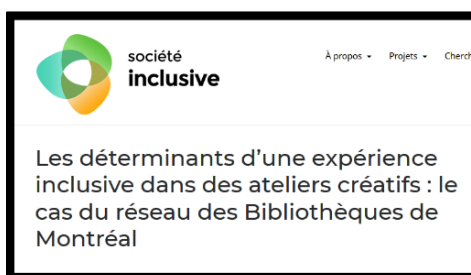 société
inclusive
À propos Projets Cherch
Les déterminants d'une expérience
inclusive dans des ateliers créatifs : le
cas du réseau des Bibliothèques de
Montréal